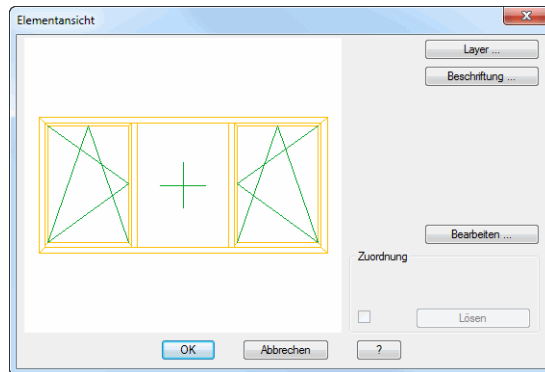 Elementansicht
Layer ...
Beschriftung ...
Bearbeiten ...
Zuordnung
Lösen
OK
Abbrechen
?